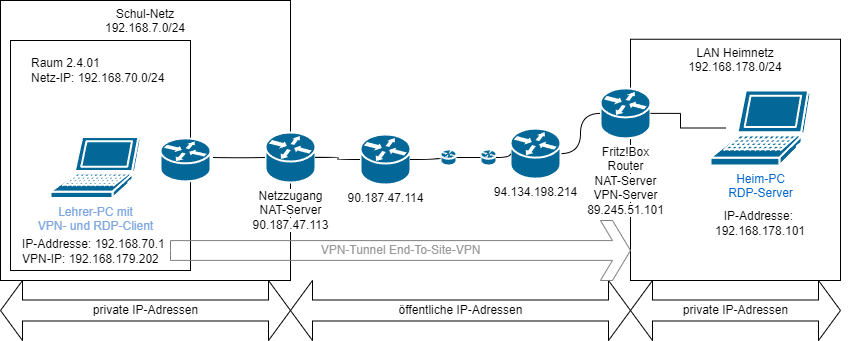 Schul-Netz
192.168.7.0/24
Raum 2.4.01
Netz-IP: 192.168.70.0/24
Lehrer-PC mit
VPN- und RDP-Client
IP-Addresse: 192.168.70.1
VPN-IP: 192.168.179.202
Netzzugang
NAT-Server
90.187.47.113
90.187.47.114
94.134.198.214
Fritz!Box
Router
NAT-Server
VPN-Server
89.245.51.101
LAN Heimnetz
192.168.178.0/24
Heim-PC
RDP-Server
IP-Addresse:
192.168.178.101
VPN-Tunnel End-To-Site-VPN
private IP-Adressen
öffentliche IP-Adressen
private IP-Adressen